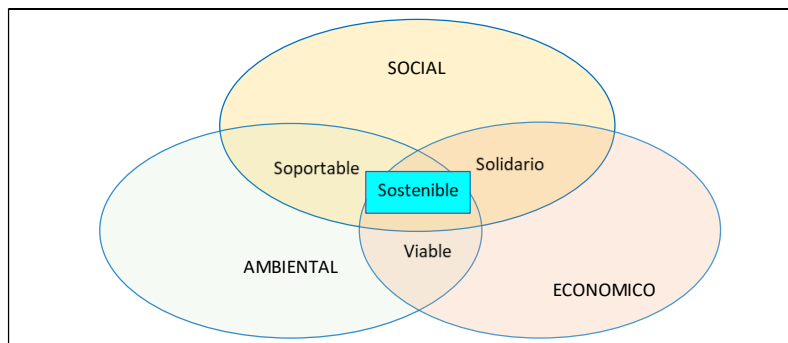 SOCIAL
Soportable
Solidario
Sostenible
Viable
AMBIENTAL
ECONOMICO